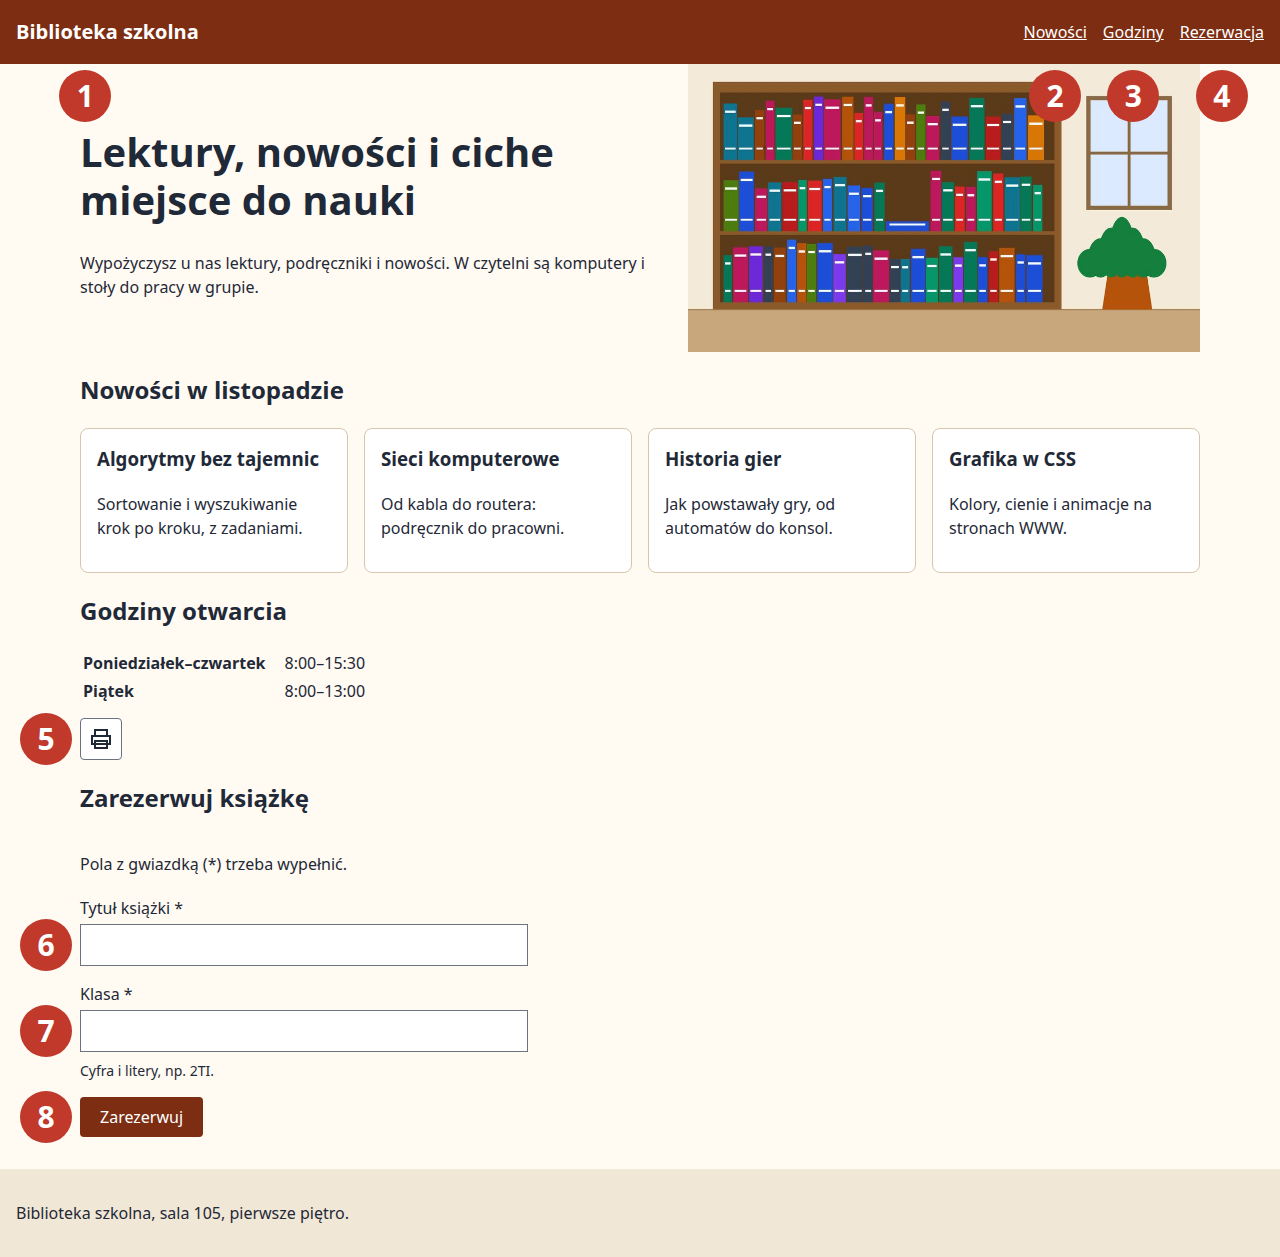 Biblioteka szkolna
Nowości Godziny Rezerwacja
1
2 3 4
Lektury, nowości i ciche
miejsce do nauki
Wypożyczysz u nas lektury, podręczniki i nowości. W czytelni są komputery i
stoły do pracy w grupie.
Nowości w listopadzie
Algorytmy bez tajemnic
Sortowanie i wyszukiwanie
krok po kroku, z zadaniami.
Sieci komputerowe
Od kabla do routera:
podręcznik do pracowni.
Historia gier
Jak powstawały gry, od
automatów do konsol.
Grafika w CSS
Kolory, cienie i animacje na
stronach WWW.
Godziny otwarcia
Poniedziałek–czwartek 8:00–15:30
Piątek 8:00–13:00
5
Zarezerwuj książkę
Pola z gwiazdką (*) trzeba wypełnić.
Tytuł książki *
6
Klasa *
7
Cyfra i litery, np. 2TI.
8 Zarezerwuj
Biblioteka szkolna, sala 105, pierwsze piętro.